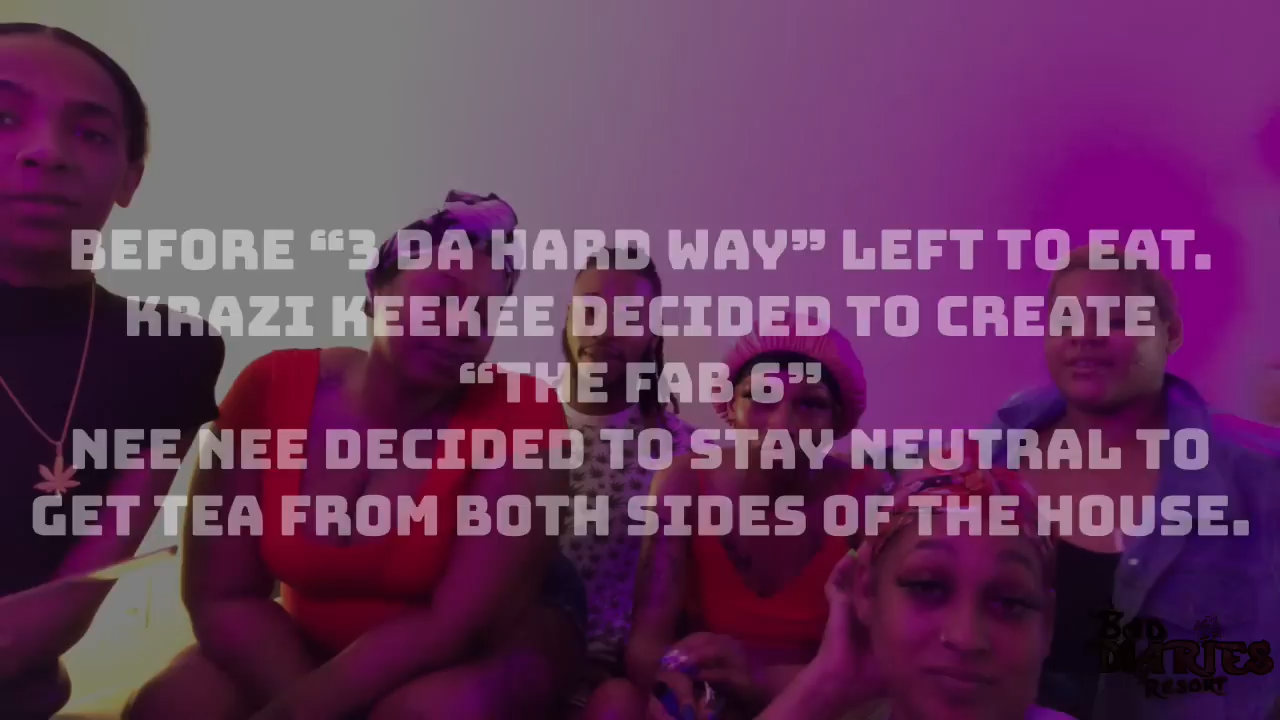 BEFORE “3 DA HARD WAY” LEFT TO EAT.
KRAZI KEEKEE DECIDED TO CREATE
“THE FAB 6”
NEE NEE DECIDED TO STAY NEUTRAL TO
GET TEA FROM BOTH SIDES OF THE HOUSE.
BAD
DIARIES
RESORT